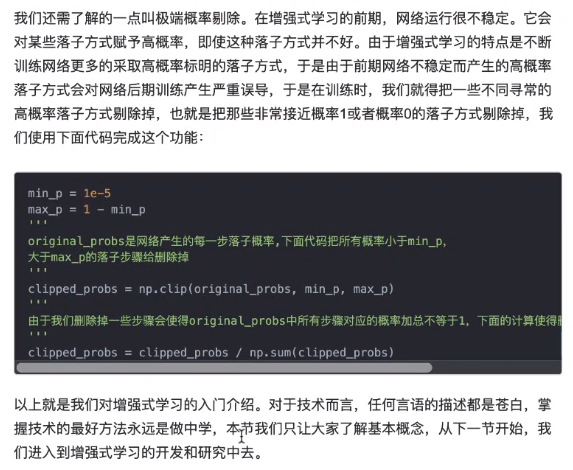 我们还需了解的一点叫极端概率剔除。在增强式学习的前期，网络运行很不稳定。它会
对某些落子方式赋予高概率，即使这种落子方式并不好。由于增强式学习的特点是不断
训练网络更多的采取高概率标明的落子方式，于是由于前期网络不稳定而产生的高概率
落子方式会对网络后期训练产生严重误导，于是在训练时，我们就得把一些不同寻常的
高概率落子方式剔除掉，也就是把那些非常接近概率1或者概率0的落子方式剔除掉，我
们使用下面代码完成这个功能：
min_p = 1e-5
max_p = 1 - min_p
'''
original_probs是网络产生的每一步落子概率,下面代码把所有概率小于min_p,
大于max_p的落子步骤给删除掉
'''
clipped_probs = np.clip(original_probs, min_p, max_p)
'''
由于我们删除掉一些步骤会使得original_probs中所有步骤对应的概率加总不等于1，下面的计算使得
'''
clipped_probs = clipped_probs / np.sum(clipped_probs)
以上就是我们对增强式学习的入门介绍。对于技术而言，任何言语的描述都是苍白，掌
握技术的最好方法永远是做中学，本节我们只让大家了解基本概念，从下一节开始，我
们进入到增强式学习的开发和研究中去。